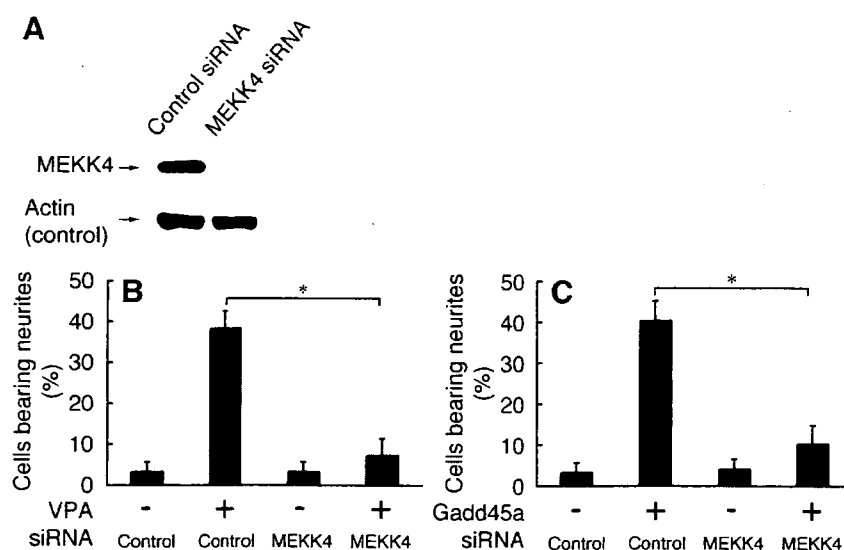 A
Control siRNA
MEKK4 siRNA
MEKK4 →
Actin →
(control)
B
Cells bearing neurites
(%)
50
40
30
20
10
0
*
VPA - + - +
siRNA Control Control MEKK4 MEKK4
C
Cells bearing neurites
(%)
50
40
30
20
10
0
*
Gadd45a - + - +
siRNA Control Control MEKK4 MEKK4